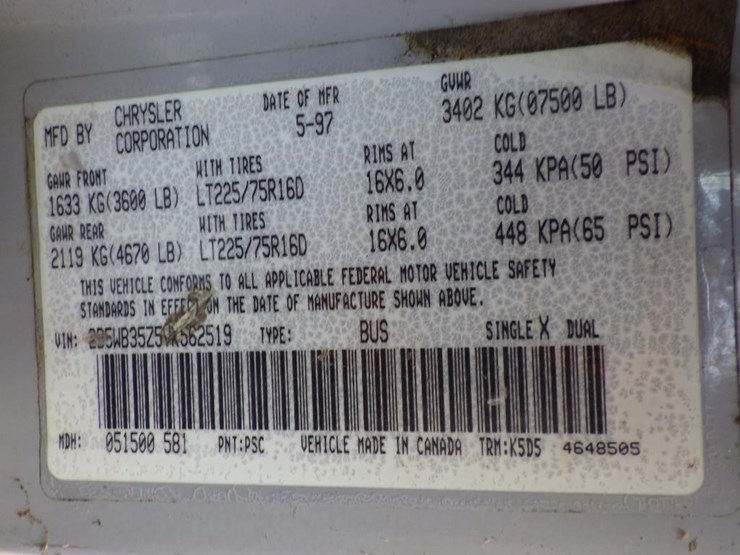 MFD BY CHRYSLER CORPORATION DATE OF MFR 5-97 GVWR 3402 KG(07500 LB)
GAWR FRONT WITH TIRES RIMS AT COLD
1633 KG(3600 LB) LT225/75R16D 16X6.0 344 KPA(50 PSI)
GAWR REAR WITH TIRES RIMS AT COLD
2119 KG(4670 LB) LT225/75R16D 16X6.0 448 KPA(65 PSI)
THIS VEHICLE CONFORMS TO ALL APPLICABLE FEDERAL MOTOR VEHICLE SAFETY
STANDARDS IN EFFECT ON THE DATE OF MANUFACTURE SHOWN ABOVE.
VIN: TYPE: BUS SINGLE X DUAL
MDH: 051500 581 PNT:PSC VEHICLE MADE IN CANADA TRM:K5D5 4648505